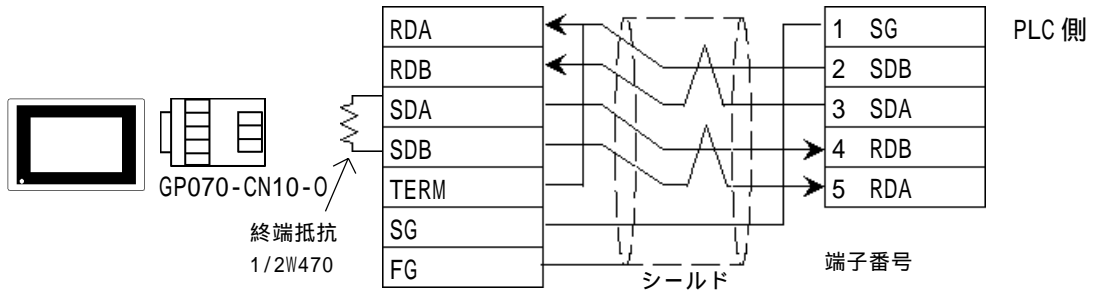 RDA
RDB
SDA
SDB
TERM
SG
FG
GP070-CN10-O
終端抵抗
1/2W470
シールド
1 SG
2 SDB
3 SDA
4 RDB
5 RDA
PLC 側
端子番号